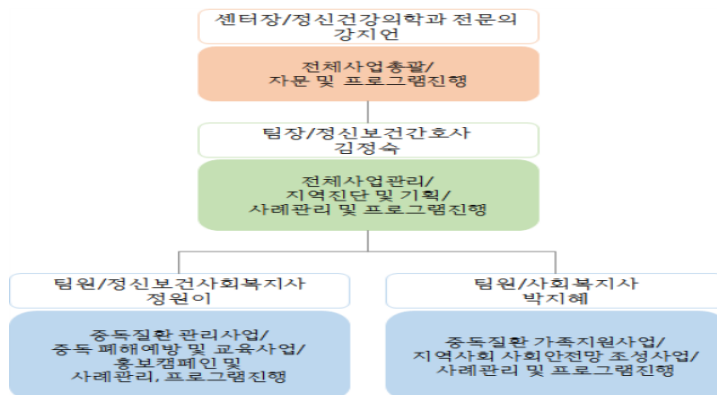 센터장/정신건강의학과 전문의
강지언
전체사업총괄/
자문 및 프로그램진행
팀장/정신보건간호사
김정숙
전체사업관리/
지역진단 및 기획/
사례관리 및 프로그램진행
팀원/정신보건사회복지사
정원이
중독질환 관리사업/
중독 폐해예방 및 교육사업/
홍보캠페인 및
사례관리, 프로그램진행
팀원/사회복지사
박지혜
중독질환 가족지원사업/
지역사회 사회안전망 조성사업/
사례관리 및 프로그램진행